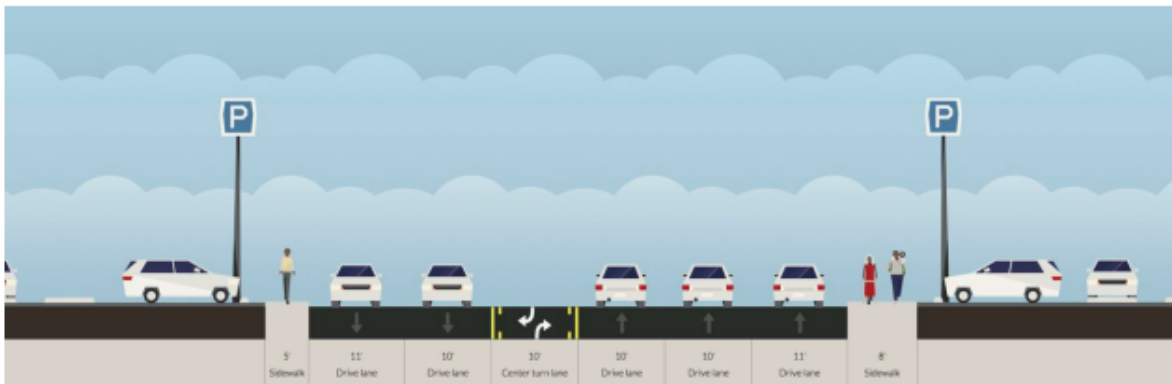 P
P
5' 11' 10' 10' 10' 10' 11' 8'
Sidewalk Drive lane Drive lane Center turn lane Drive lane Drive lane Drive lane Sidewalk